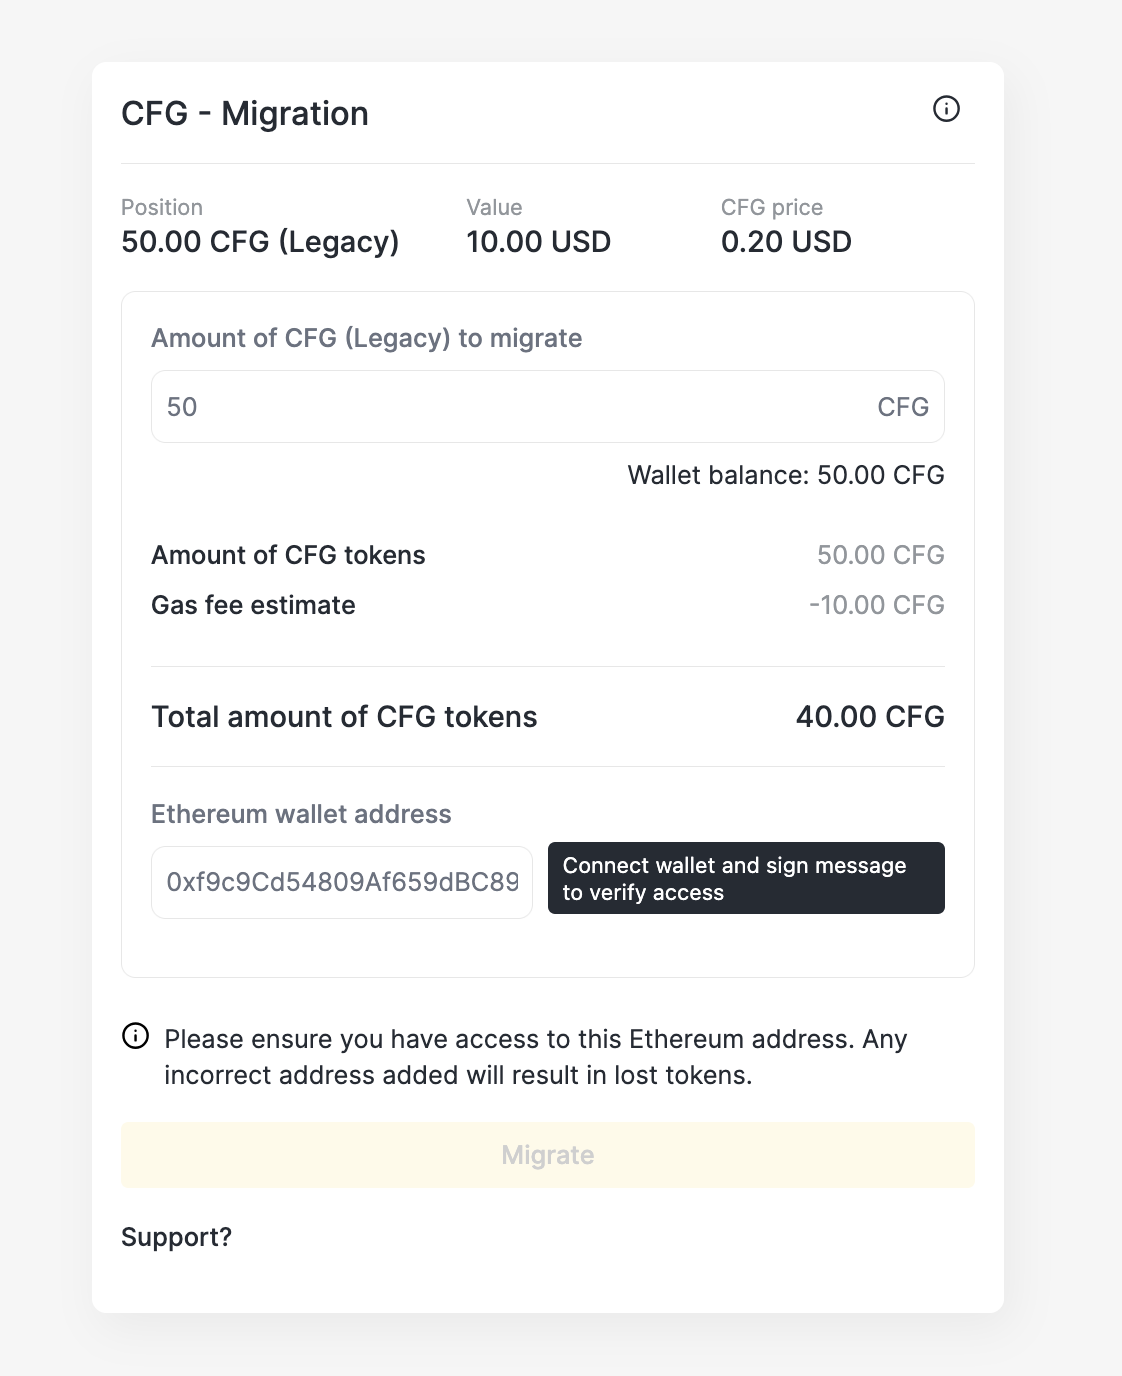 CFG - Migration
Position
50.00 CFG (Legacy)
Value
10.00 USD
CFG price
0.20 USD
Amount of CFG (Legacy) to migrate
50 CFG
Wallet balance: 50.00 CFG
Amount of CFG tokens 50.00 CFG
Gas fee estimate -10.00 CFG
Total amount of CFG tokens 40.00 CFG
Ethereum wallet address
0xf9c9Cd54809Af659dBC89
Connect wallet and sign message
to verify access
Please ensure you have access to this Ethereum address. Any
incorrect address added will result in lost tokens.
Migrate
Support?